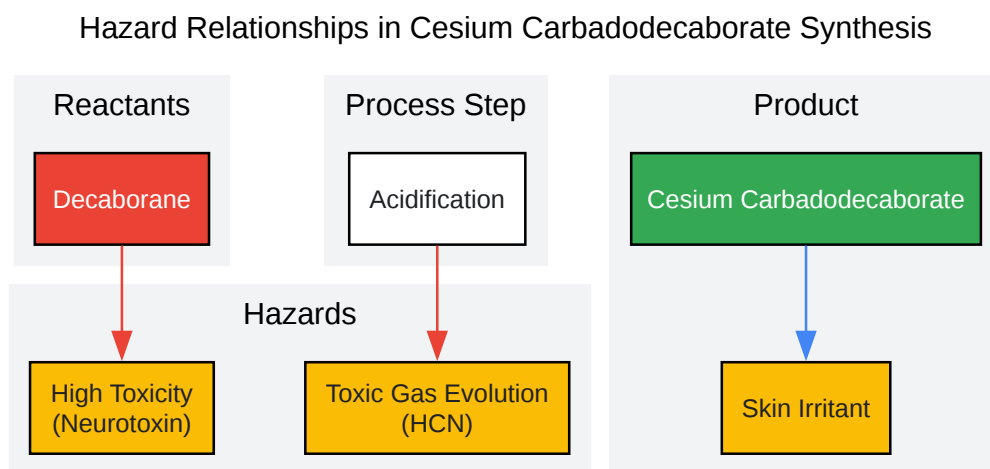 Hazard Relationships in Cesium Carbadodecaborate Synthesis
Reactants
Process Step
Product
Decaborane
Acidification
Cesium Carbadodecaborate
Hazards
High Toxicity
(Neurotoxin)
Toxic Gas Evolution
(HCN)
Skin Irritant